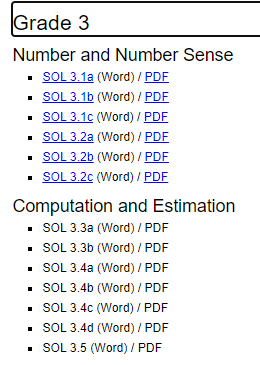 Grade 3
Number and Number Sense
SOL 3.1a (Word) / PDF
SOL 3.1b (Word) / PDF
SOL 3.1c (Word) / PDF
SOL 3.2a (Word) / PDF
SOL 3.2b (Word) / PDF
SOL 3.2c (Word) / PDF
Computation and Estimation
SOL 3.3a (Word) / PDF
SOL 3.3b (Word) / PDF
SOL 3.4a (Word) / PDF
SOL 3.4b (Word) / PDF
SOL 3.4c (Word) / PDF
SOL 3.4d (Word) / PDF
SOL 3.5 (Word) / PDF